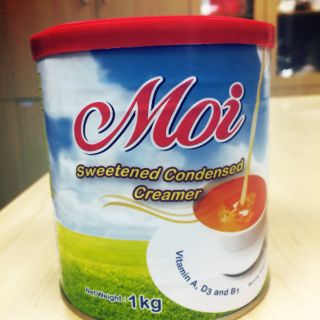 Moi
Sweetened Condensed
Creamer
Vitamin A, D3 and B1
Net Weight: 1kg